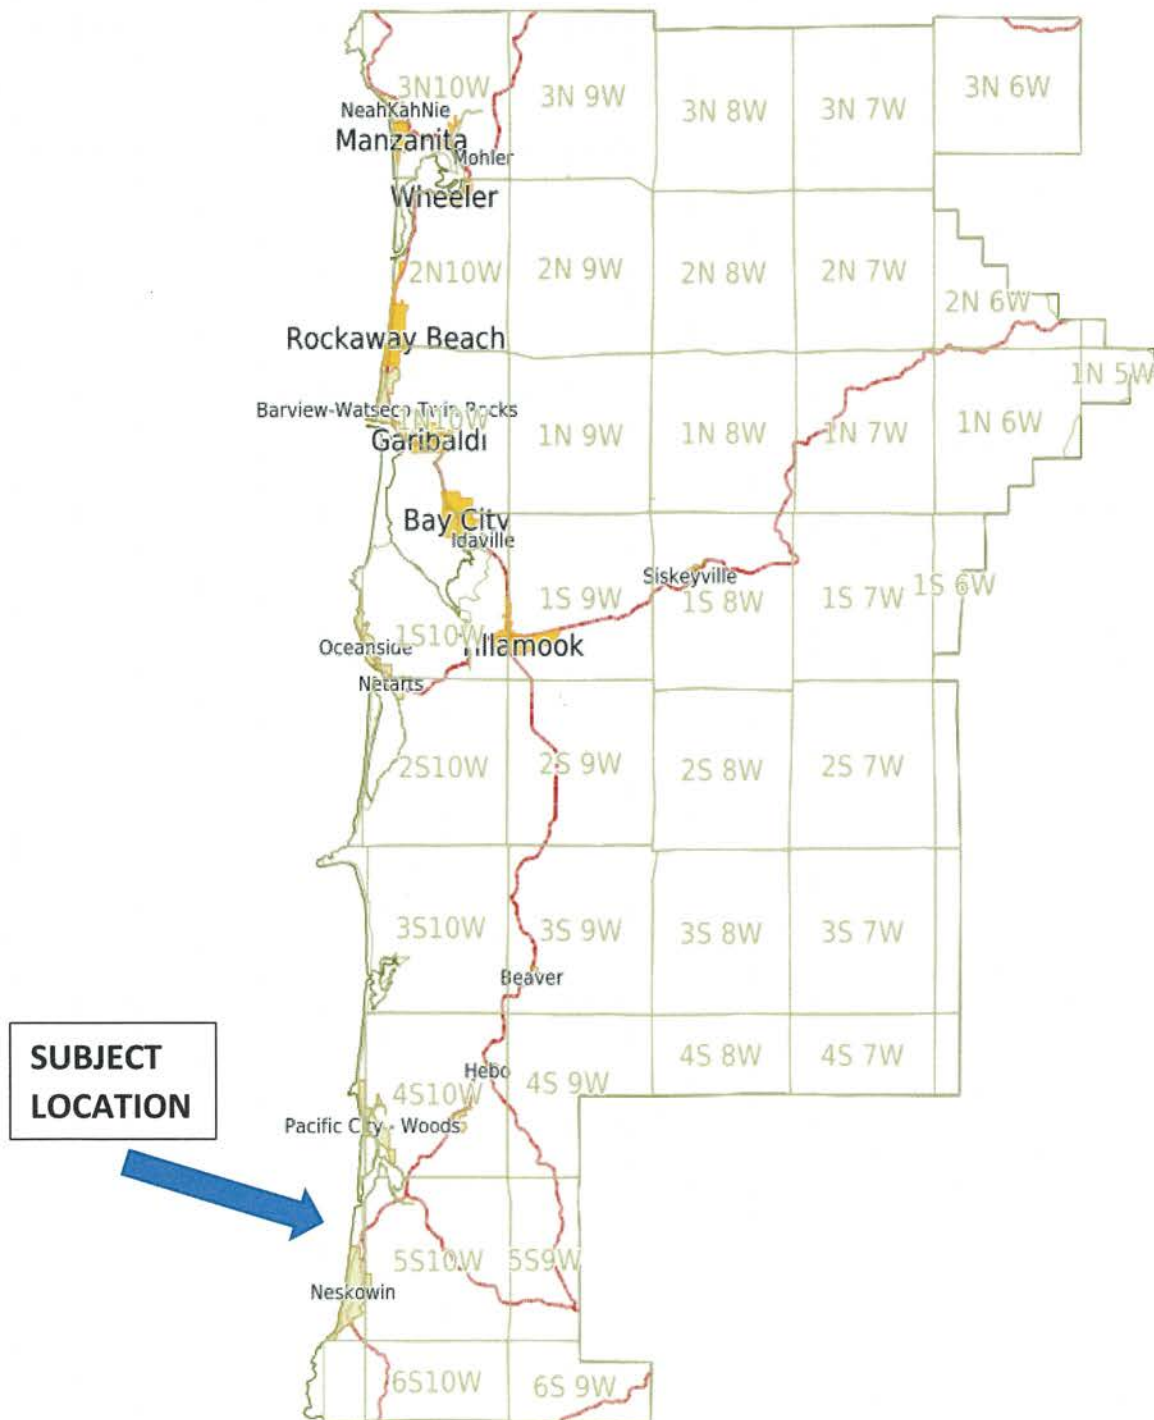 3N10W
3N 9W
3N 8W
3N 7W
3N 6W
NeahKahNie
Manzanita
Mohler
Wheeler
2N10W
2N 9W
2N 8W
2N 7W
2N 6W
Rockaway Beach
1N 5W
Barview-Watseco Twin Rocks
1N10W
1N 9W
1N 8W
1N 7W
1N 6W
Garibaldi
Bay City
Idaville
Siskeyville
1S 9W
1S 8W
1S 7W
1S 6W
1S10W
Oceanside
Tillamook
Netarts
2S10W
2S 9W
2S 8W
2S 7W
3S10W
3S 9W
3S 8W
3S 7W
Beaver
SUBJECT
LOCATION
Hebo
4S10W
4S 9W
4S 8W
4S 7W
Pacific City - Woods
5S10W
5S9W
Neskowin
6S10W
6S 9W